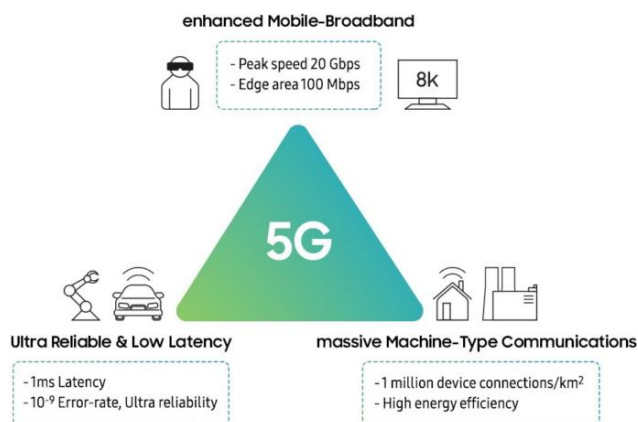 enhanced Mobile-Broadband
- Peak speed 20 Gbps
- Edge area 100 Mbps
8k
5G
Ultra Reliable & Low Latency
- 1ms Latency
- 10⁻⁹ Error-rate, Ultra reliability
massive Machine-Type Communications
- 1 million device connections/km²
- High energy efficiency